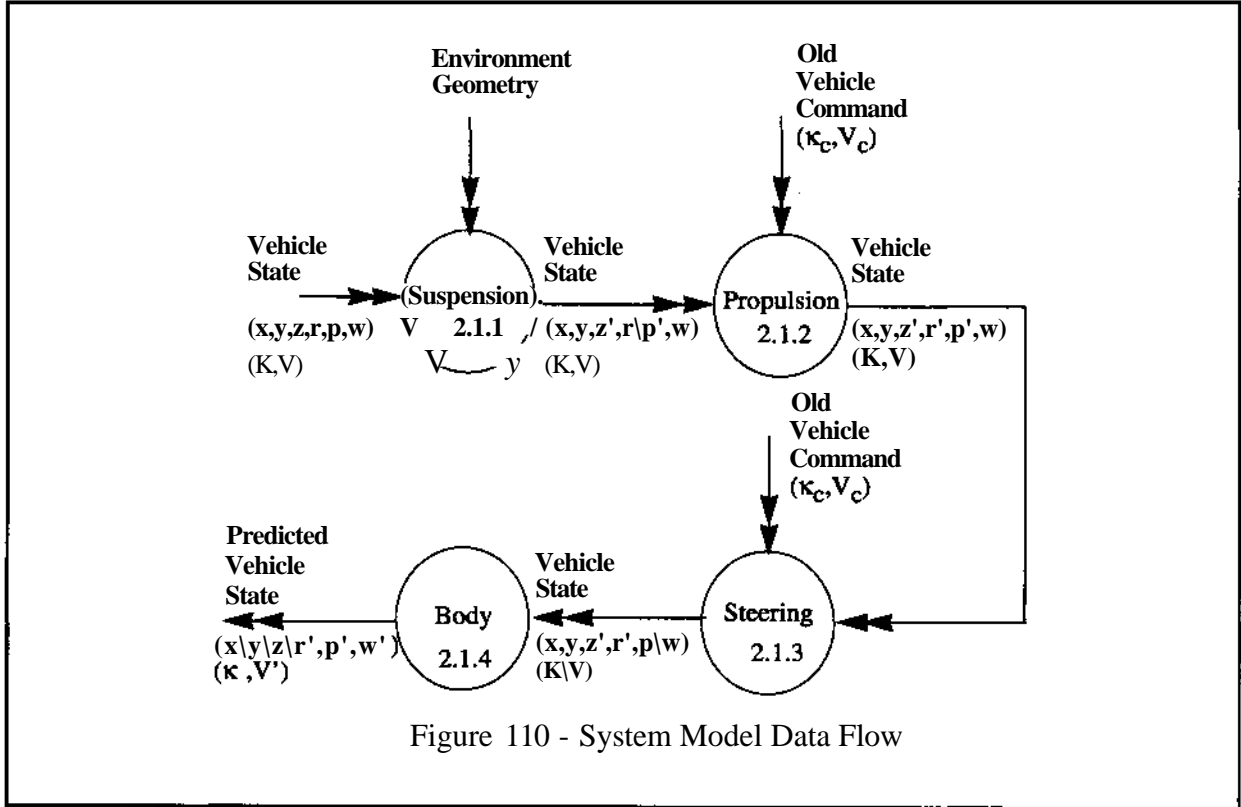 Environment
Geometry
Old
Vehicle
Command
(κc,Vc)
Vehicle
State
(x,y,z,r,p,w)
(K,V)
(Suspension).
V 2.1.1 /
V y
Vehicle
State
(x,y,z',r\p',w)
(K,V)
Propulsion
2.1.2
Vehicle
State
(x,y,z',r',p',w)
(K,V)
Old
Vehicle
Command
(κc,Vc)
Predicted
Vehicle
State
(x\y\z\r',p',w')
(κ ,V')
Body
2.1.4
Vehicle
State
(x,y,z',r',p\w)
(K\V)
Steering
2.1.3
Figure 110 - System Model Data Flow